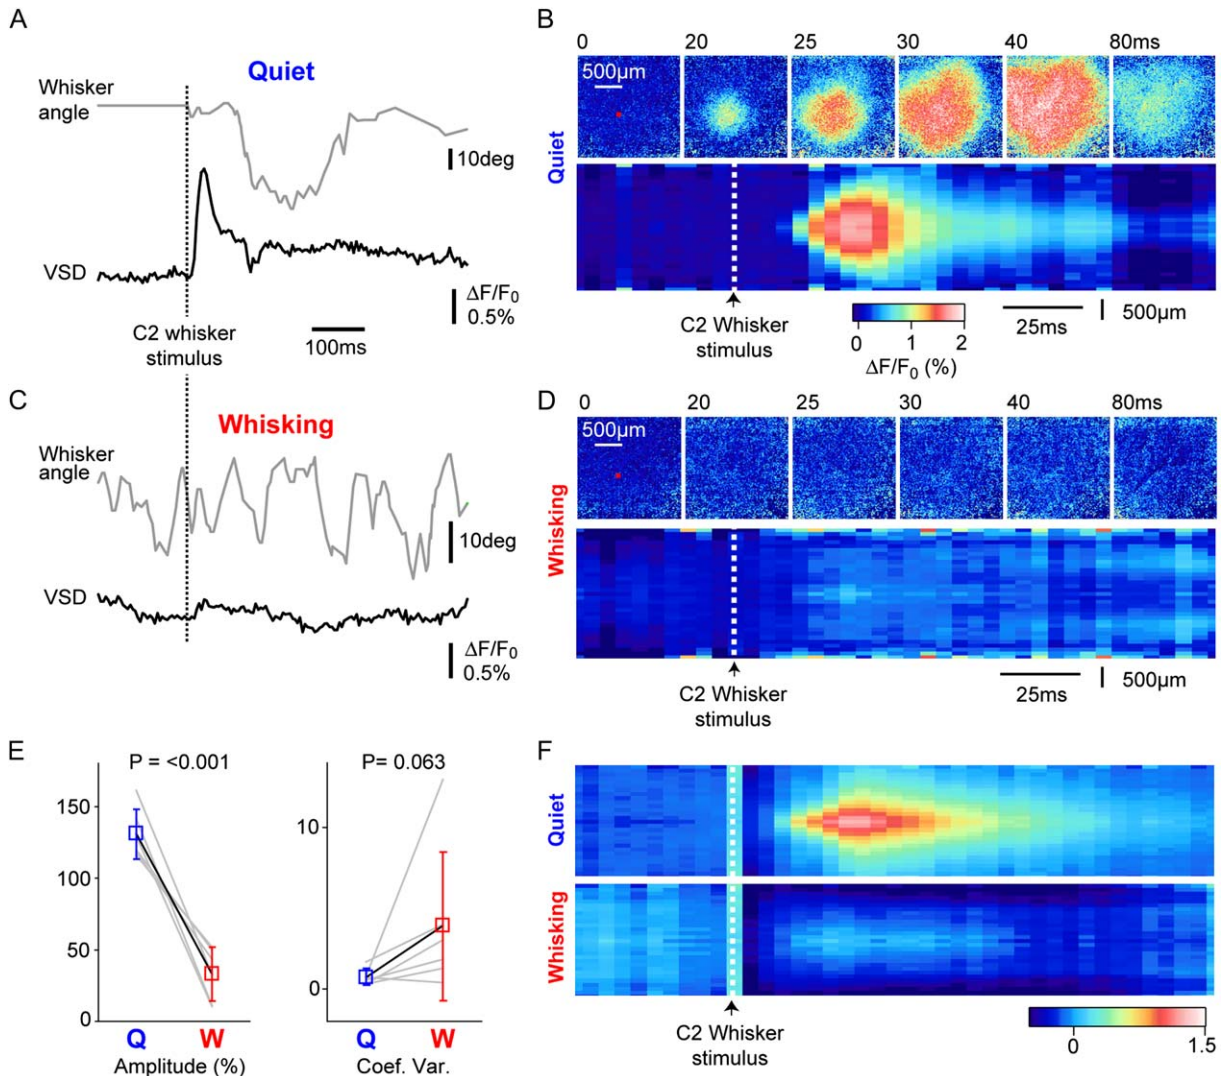 A
Quiet
Whisker
angle
10deg
VSD
ΔF/F0
0.5%
C2 whisker
stimulus
100ms
B
0 20 25 30 40 80ms
500µm
Quiet
C2 Whisker
stimulus
0 1 2
ΔF/F0 (%)
25ms
500µm
C
Whisking
Whisker
angle
10deg
VSD
ΔF/F0
0.5%
D
0 20 25 30 40 80ms
500µm
Whisking
C2 Whisker
stimulus
25ms
500µm
E
P = <0.001
150
100
50
0
Q W
Amplitude (%)
P= 0.063
10
0
Q W
Coef. Var.
F
Quiet
Whisking
C2 Whisker
stimulus
0 1.5